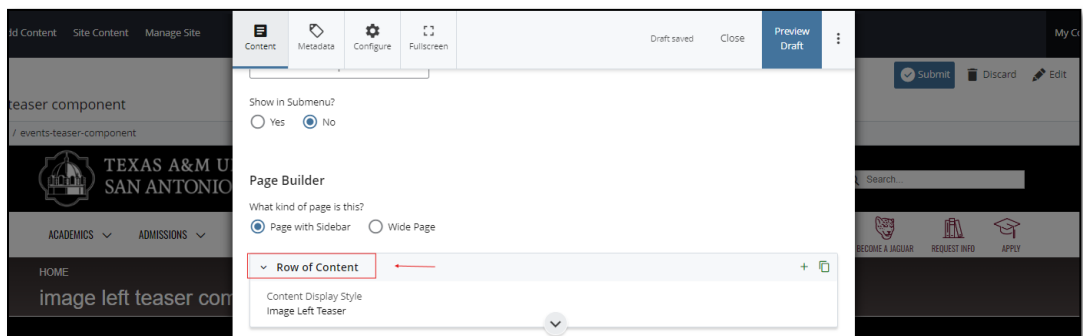 dd Content Site Content Manage Site
Content Metadata Configure Fullscreen Draft saved Close Preview Draft
My Co
Submit Discard Edit
teaser component
Show in Submenu?
Yes No
/ events-teaser-component
TEXAS A&M U
SAN ANTONIO
Page Builder
Search...
What kind of page is this?
Page with Sidebar Wide Page
ACADEMICS ADMISSIONS
BECOME A JAGUAR REQUEST INFO APPLY
Row of Content
HOME
image left teaser com
Content Display Style
Image Left Teaser